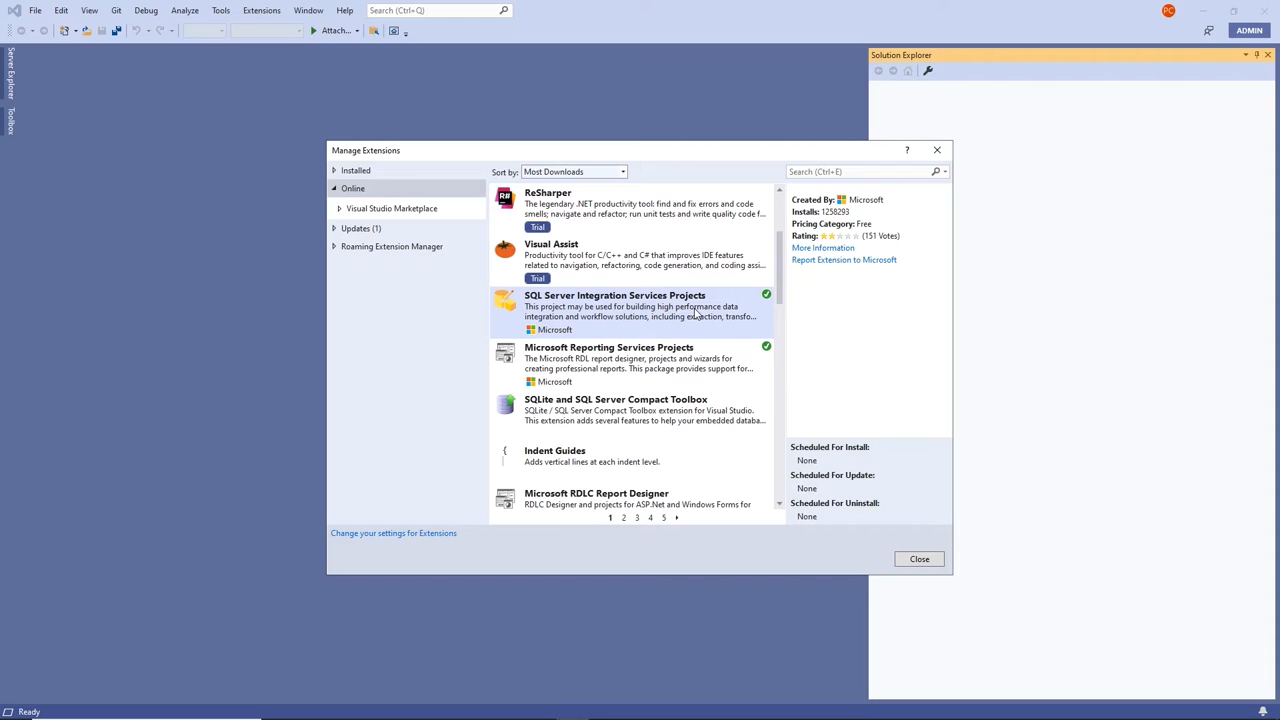 File Edit View Git Debug Analyze Tools Extensions Window Help Search (Ctrl+Q) PC
Attach... ADMIN
Server Explorer
Toolbox
Solution Explorer
Manage Extensions ?
Installed
Online
Visual Studio Marketplace
Updates (1)
Roaming Extension Manager
Sort by: Most Downloads
ReSharper
The legendary .NET productivity tool: find and fix errors and code
smells; navigate and refactor; run unit tests and write quality code f...
Trial
Visual Assist
Productivity tool for C/C++ and C# that improves IDE features
related to navigation, refactoring, code generation, and coding assi...
Trial
SQL Server Integration Services Projects
This project may be used for building high performance data
integration and workflow solutions, including extraction, transfo...
Microsoft
Microsoft Reporting Services Projects
The Microsoft RDL report designer, projects and wizards for
creating professional reports. This package provides support for...
Microsoft
SQLite and SQL Server Compact Toolbox
SQLite / SQL Server Compact Toolbox extension for Visual Studio.
This extension adds several features to help your embedded databa...
Indent Guides
Adds vertical lines at each indent level.
Microsoft RDLC Report Designer
RDLC Designer and projects for ASP.Net and Windows Forms for
1 2 3 4 5
Search (Ctrl+E)
Created By: Microsoft
Installs: 1258293
Pricing Category: Free
Rating: (151 Votes)
More Information
Report Extension to Microsoft
Scheduled For Install:
None
Scheduled For Update:
None
Scheduled For Uninstall:
None
Change your settings for Extensions
Close
Ready